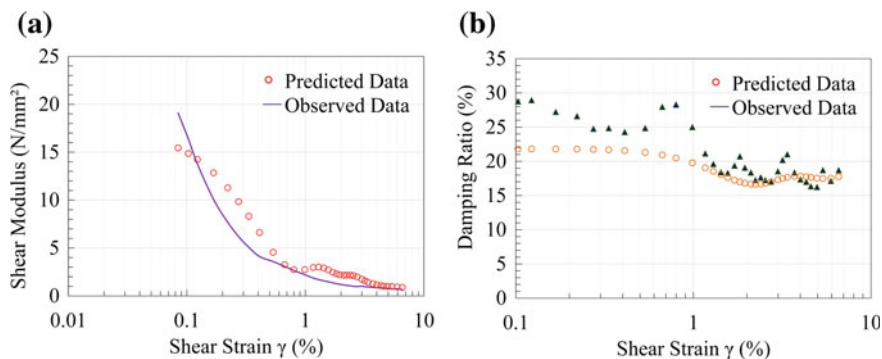 (a)
25
20
15
10
5
0
0.01
0.1
1
10
Shear Modulus (N/mm²)
Shear Strain γ (%)
Predicted Data
Observed Data
(b)
35
30
25
20
15
10
5
0
0.1
1
10
Damping Ratio (%)
Shear Strain γ (%)
Predicted Data
Observed Data